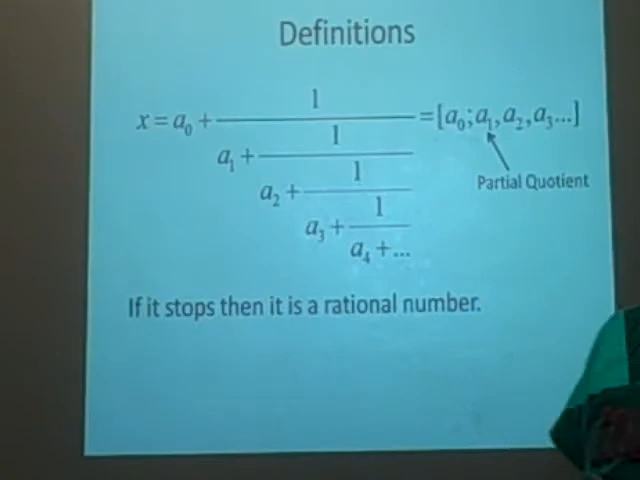 Definitions
x = a₀ + 1
a₁ + 1
a₂ + 1
a₃ + 1
a₄ + ...
= [a₀; a₁, a₂, a₃...]
Partial Quotient
If it stops then it is a rational number.